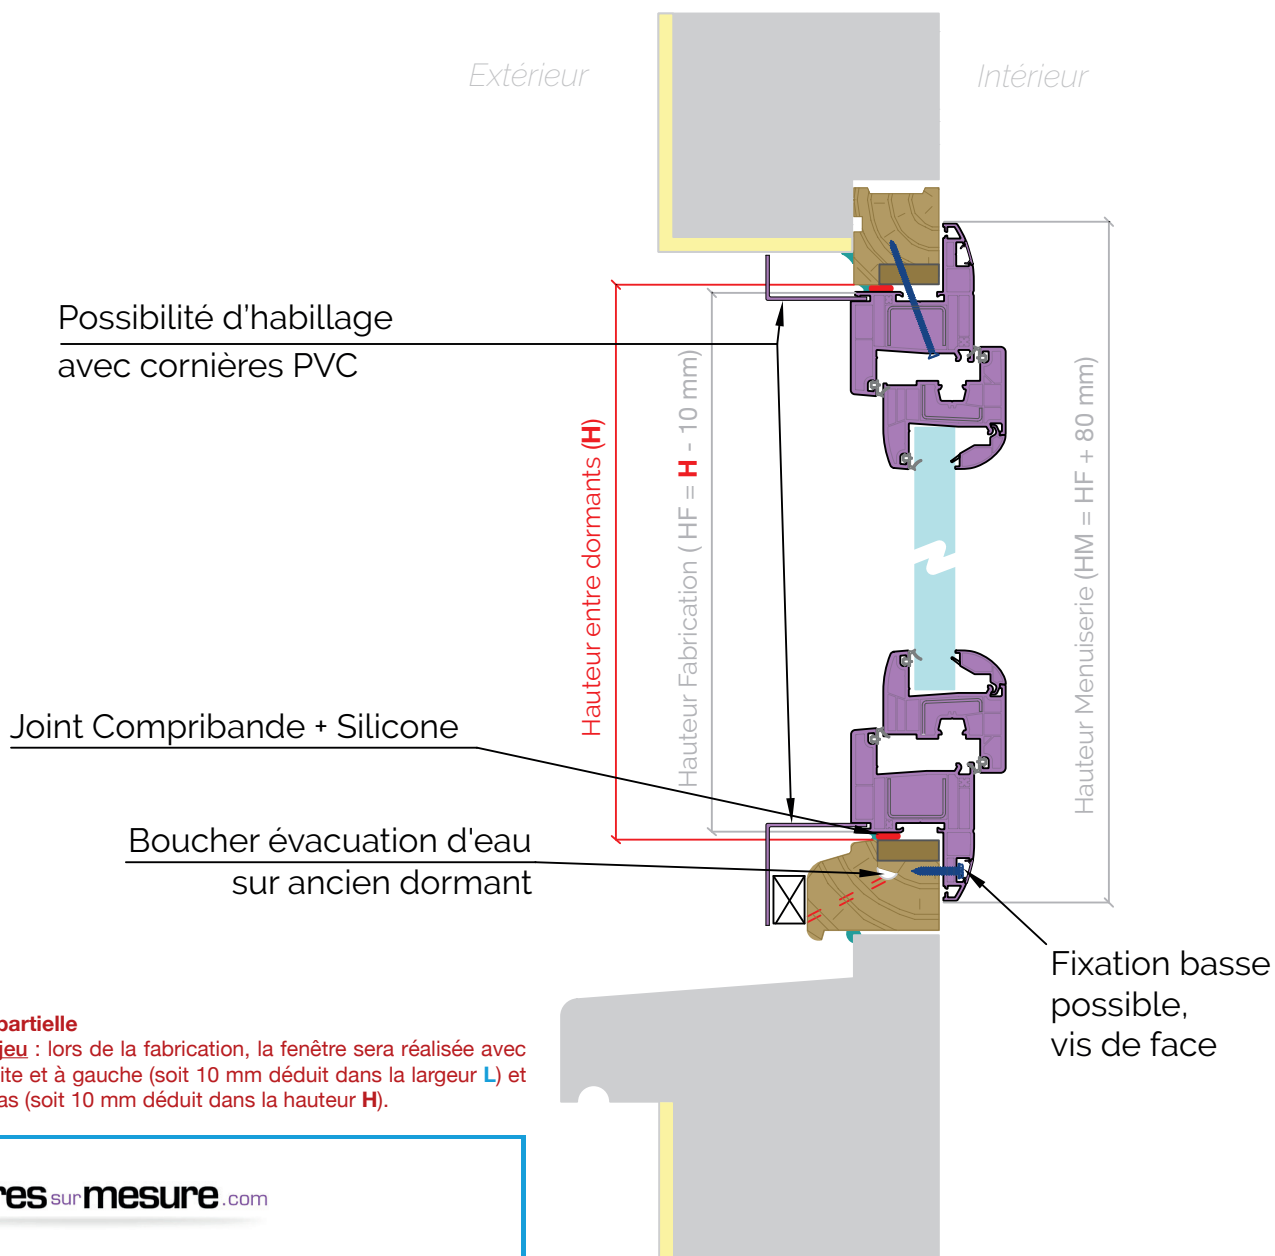 Extérieur
Intérieur
Possibilité d'habillage
avec cornières PVC
Hauteur entre dormants (H)
Hauteur Fabrication ( HF = H - 10 mm)
Hauteur Menuiserie (HM = HF + 80 mm)
Joint Compribande + Silicone
Boucher évacuation d'eau
sur ancien dormant
Fixation basse
possible,
vis de face
partielle
jeu : lors de la fabrication, la fenêtre sera réalisée avec
ite et à gauche (soit 10 mm déduit dans la largeur L) et
as (soit 10 mm déduit dans la hauteur H).
res sur mesure .com